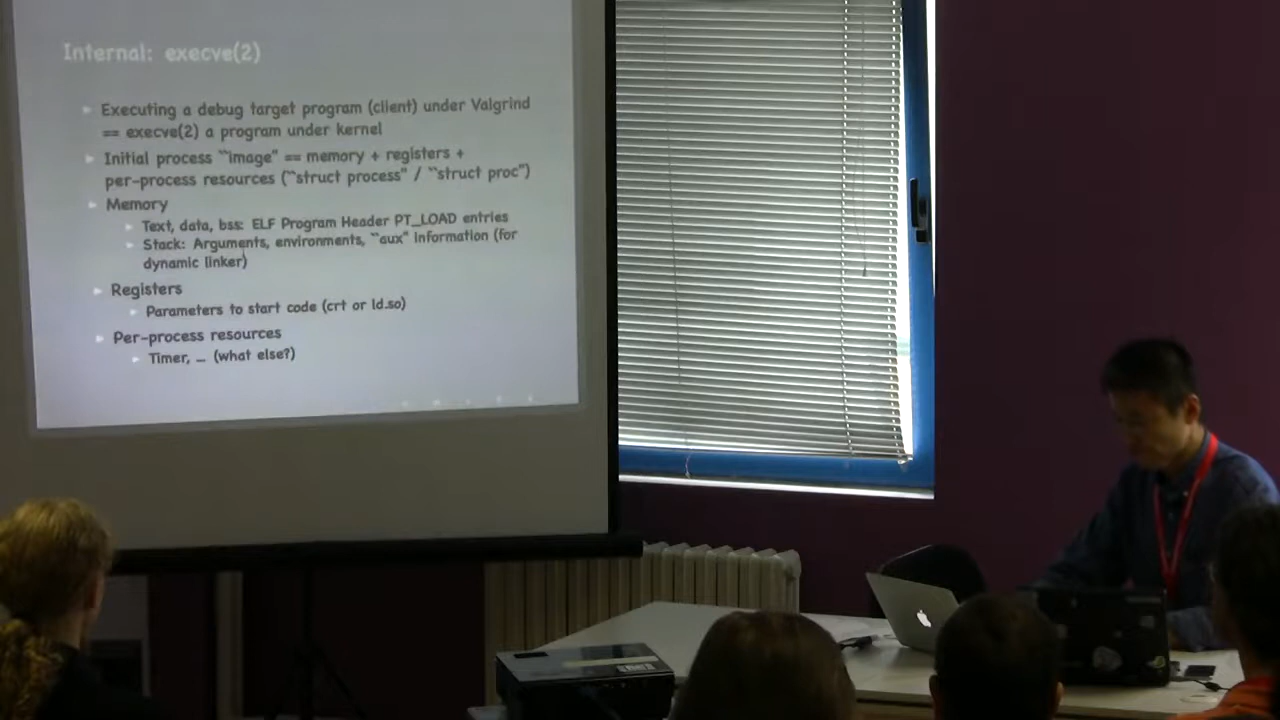 Internal: execve(2)
Executing a debug target program (client) under Valgrind
== execve(2) a program under kernel
Initial process ``image" == memory + registers +
per-process resources (``struct process" / ``struct proc")
Memory
Text, data, bss: ELF Program Header PT_LOAD entries
Stack: Arguments, environments, ``aux" information (for
dynamic linker)
Registers
Parameters to start code (crt or ld.so)
Per-process resources
Timer, … (what else?)